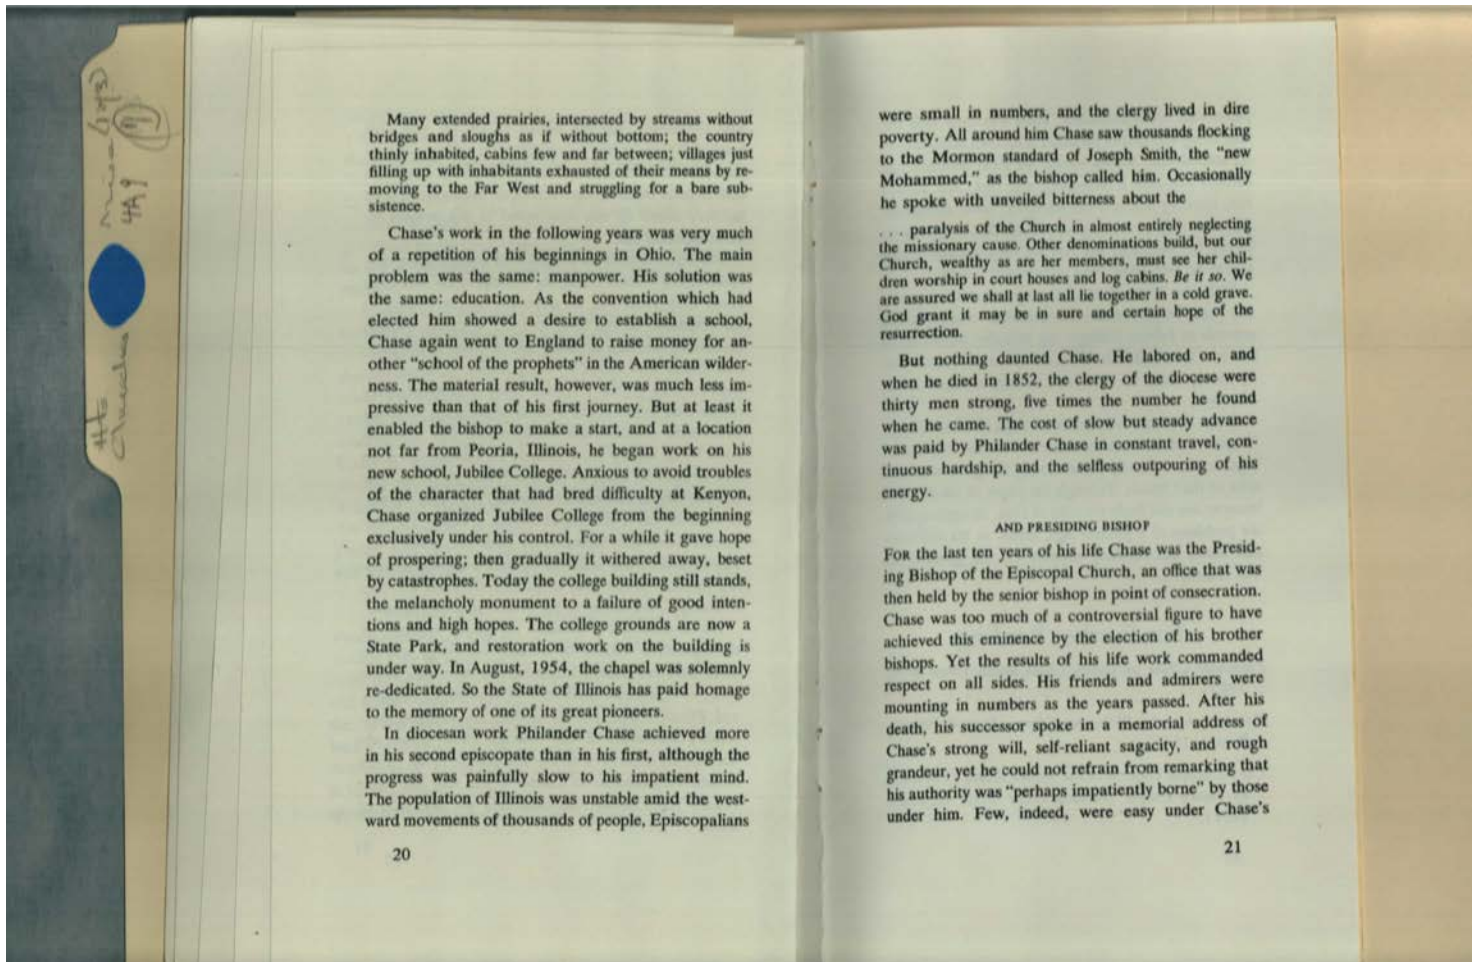 Many extended prairies, intersected by streams without
bridges and sloughs as if without bottom; the country
thinly inhabited, cabins few and far between; villages just
filling up with inhabitants exhausted of their means by re-
moving to the Far West and struggling for a bare sub-
sistence.
Chase's work in the following years was very much
of a repetition of his beginnings in Ohio. The main
problem was the same: manpower. His solution was
the same: education. As the convention which had
elected him showed a desire to establish a school,
Chase again went to England to raise money for an-
other "school of the prophets" in the American wilder-
ness. The material result, however, was much less im-
pressive than that of his first journey. But at least it
enabled the bishop to make a start, and at a location
not far from Peoria, Illinois, he began work on his
new school, Jubilee College. Anxious to avoid troubles
of the character that had bred difficulty at Kenyon,
Chase organized Jubilee College from the beginning
exclusively under his control. For a while it gave hope
of prospering; then gradually it withered away, beset
by catastrophes. Today the college building still stands,
the melancholy monument to a failure of good inten-
tions and high hopes. The college grounds are now a
State Park, and restoration work on the building is
under way. In August, 1954, the chapel was solemnly
re-dedicated. So the State of Illinois has paid homage
to the memory of one of its great pioneers.
In diocesan work Philander Chase achieved more
in his second episcopate than in his first, although the
progress was painfully slow to his impatient mind.
The population of Illinois was unstable amid the west-
ward movements of thousands of people, Episcopalians
20
were small in numbers, and the clergy lived in dire
poverty. All around him Chase saw thousands flocking
to the Mormon standard of Joseph Smith, the "new
Mohammed," as the bishop called him. Occasionally
he spoke with unveiled bitterness about the
. . . paralysis of the Church in almost entirely neglecting
the missionary cause. Other denominations build, but our
Church, wealthy as are her members, must see her chil-
dren worship in court houses and log cabins. Be it so. We
are assured we shall at last all lie together in a cold grave.
God grant it may be in sure and certain hope of the
resurrection.
But nothing daunted Chase. He labored on, and
when he died in 1852, the clergy of the diocese were
thirty men strong, five times the number he found
when he came. The cost of slow but steady advance
was paid by Philander Chase in constant travel, con-
tinuous hardship, and the selfless outpouring of his
energy.
AND PRESIDING BISHOP
FOR the last ten years of his life Chase was the Presid-
ing Bishop of the Episcopal Church, an office that was
then held by the senior bishop in point of consecration.
Chase was too much of a controversial figure to have
achieved this eminence by the election of his brother
bishops. Yet the results of his life work commanded
respect on all sides. His friends and admirers were
mounting in numbers as the years passed. After his
death, his successor spoke in a memorial address of
Chase's strong will, self-reliant sagacity, and rough
grandeur, yet he could not refrain from remarking that
his authority was "perhaps impatiently borne" by those
under him. Few, indeed, were easy under Chase's
21